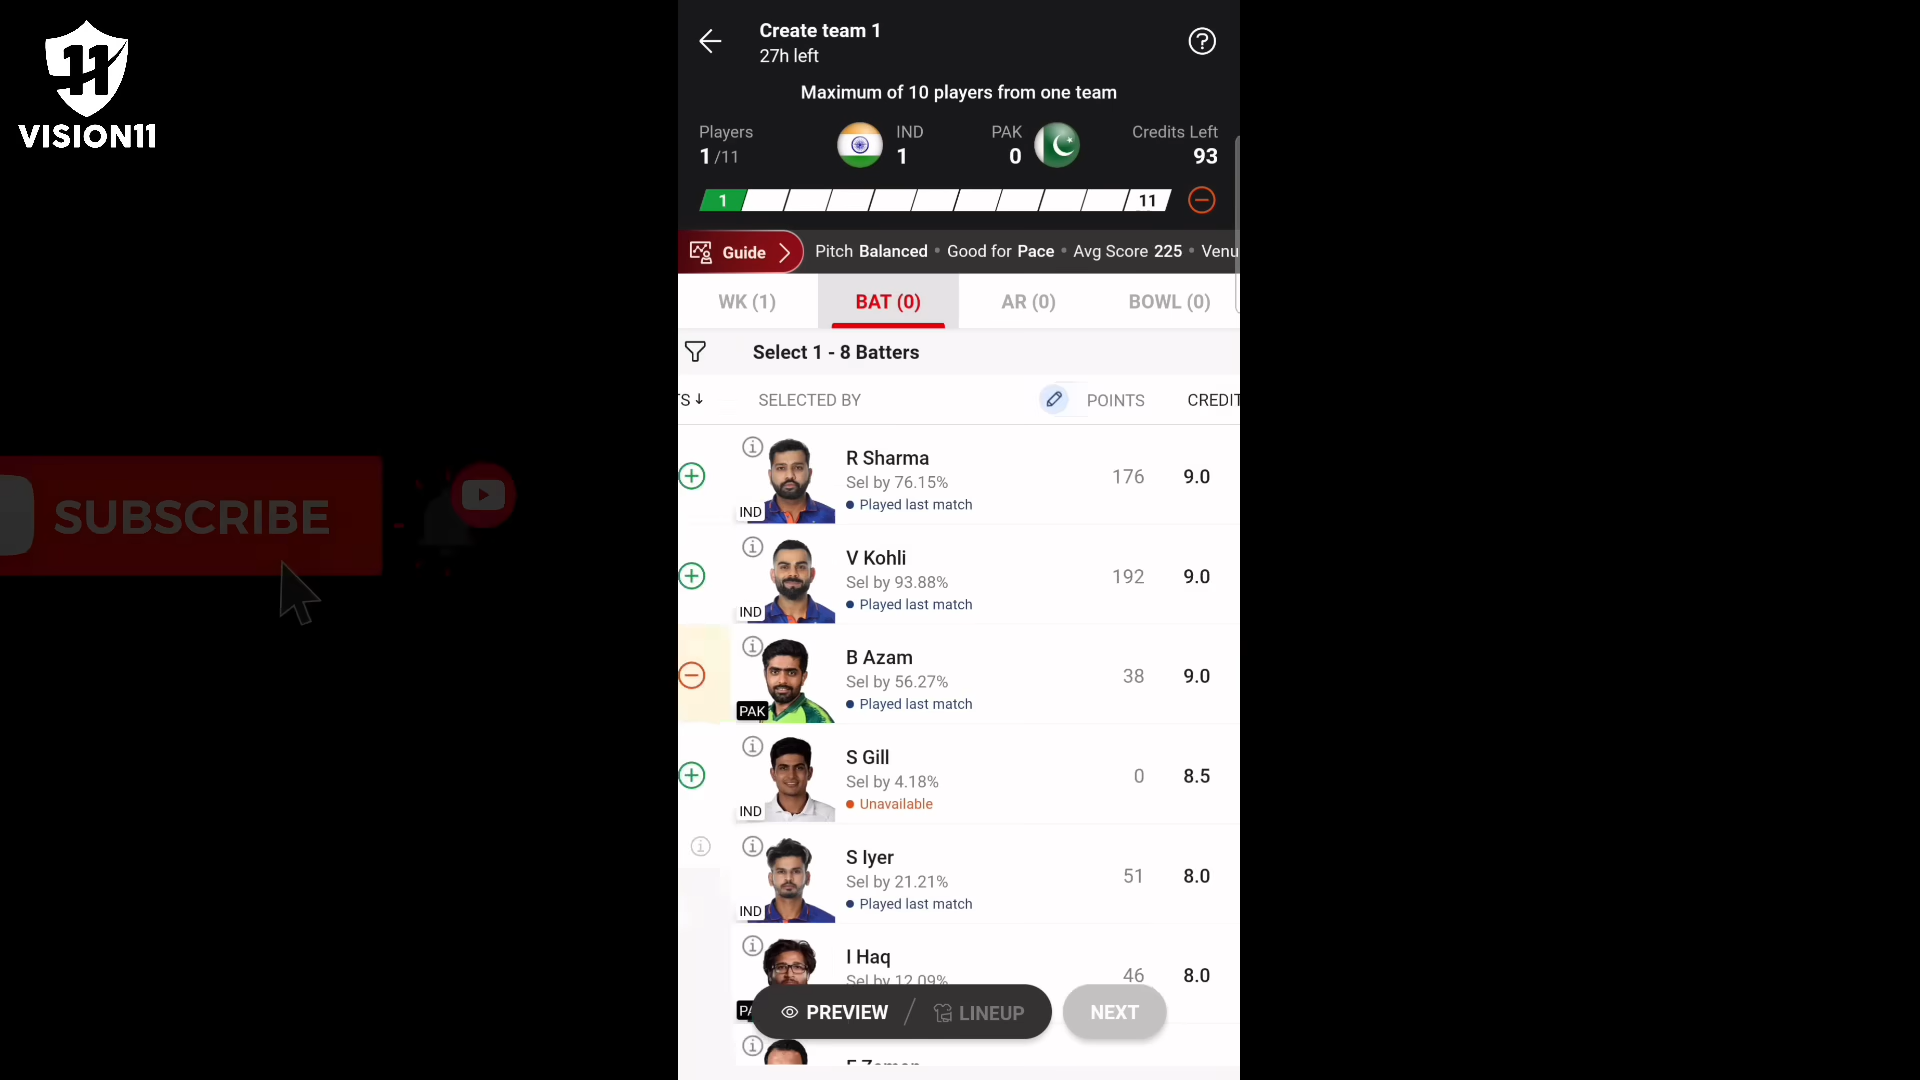 VISION11
Create team 1
27h left
Maximum of 10 players from one team
Players
1 /11
IND
1
PAK
0
Credits Left
93
1
11
Guide
Pitch Balanced • Good for Pace • Avg Score 225 • Venu
WK (1)
BAT (0)
AR (0)
BOWL (0)
Select 1 - 8 Batters
TS ↓
SELECTED BY
POINTS
CREDIT
R Sharma
Sel by 76.15%
Played last match
IND
176
9.0
SUBSCRIBE
V Kohli
Sel by 93.88%
Played last match
IND
192
9.0
B Azam
Sel by 56.27%
Played last match
PAK
38
9.0
S Gill
Sel by 4.18%
Unavailable
IND
0
8.5
S Iyer
Sel by 21.21%
Played last match
IND
51
8.0
I Haq
Sel by 12.09%
46
8.0
PREVIEW / LINEUP
NEXT